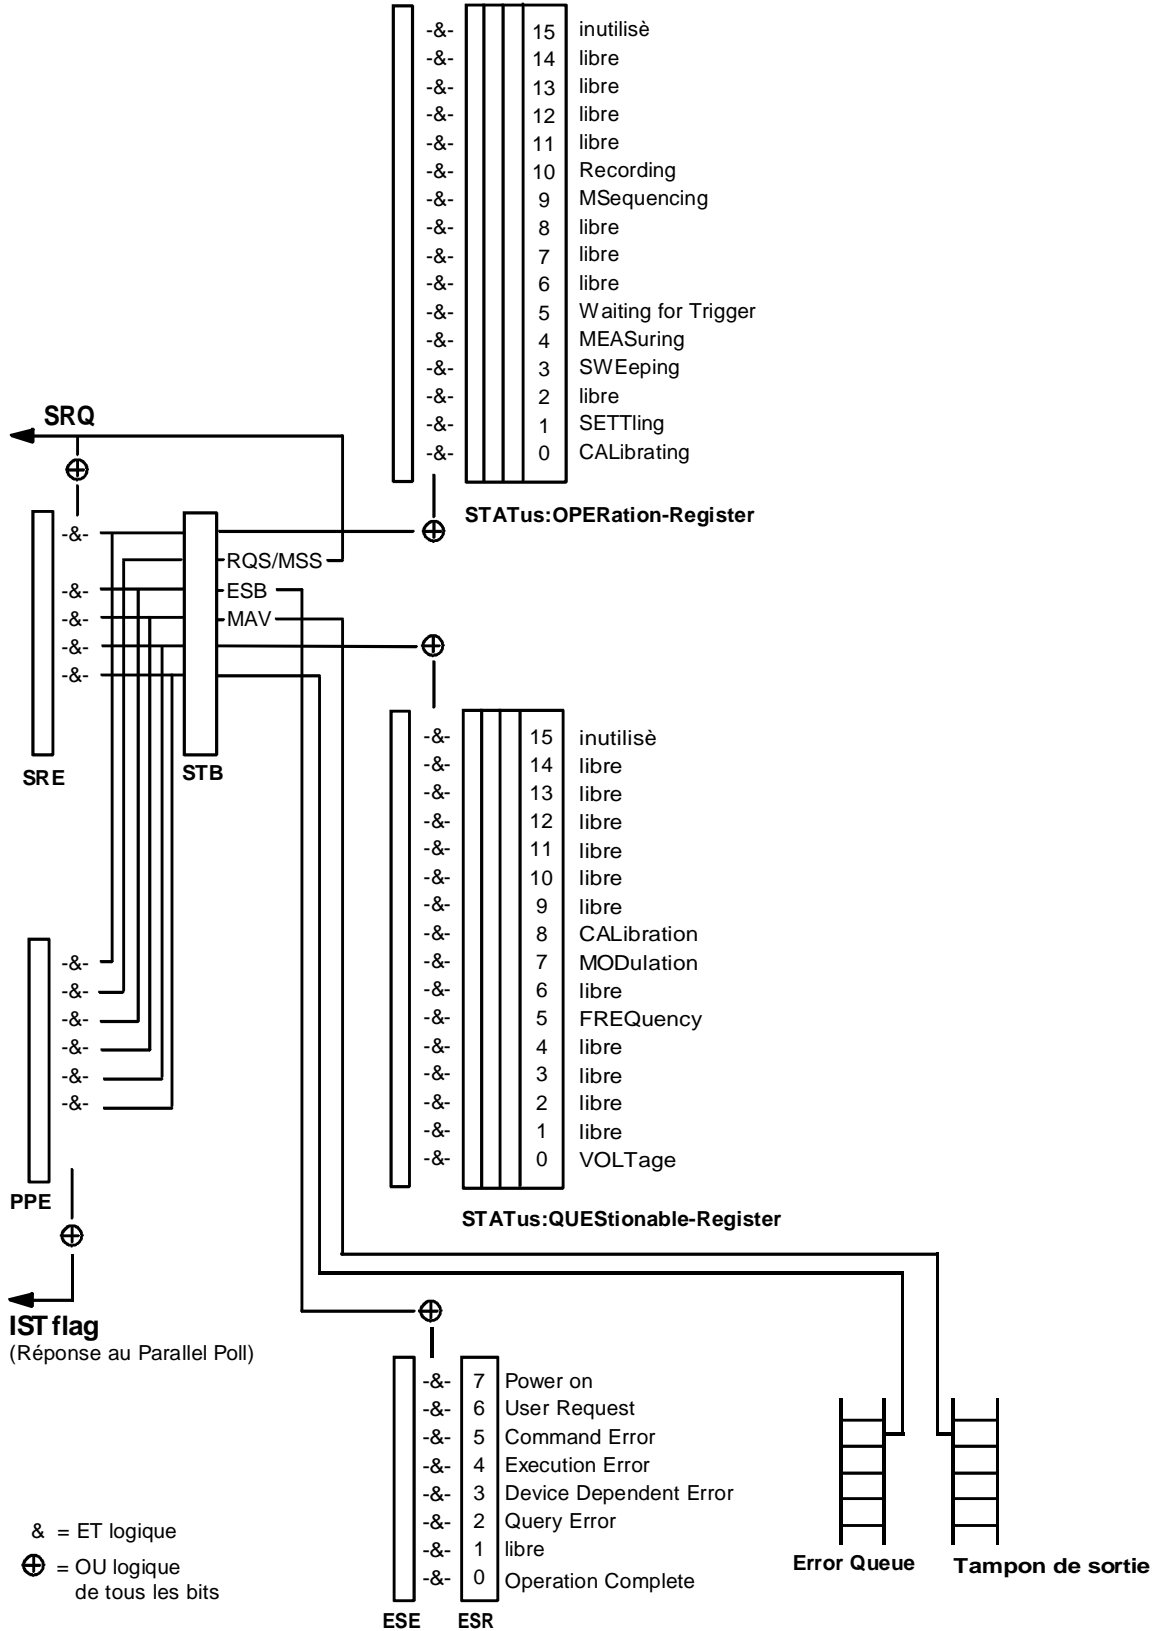 -&- 15 inutilisè
-&- 14 libre
-&- 13 libre
-&- 12 libre
-&- 11 libre
-&- 10 Recording
-&- 9 MSequencing
-&- 8 libre
-&- 7 libre
-&- 6 libre
-&- 5 Waiting for Trigger
-&- 4 MEASuring
-&- 3 SWEeping
-&- 2 libre
-&- 1 SETTling
-&- 0 CALibrating
STATus:OPERation-Register
SRQ
-&-
RQS/MSS
-&- ESB
-&- MAV
-&-
-&-
SRE
STB
-&- 15 inutilisè
-&- 14 libre
-&- 13 libre
-&- 12 libre
-&- 11 libre
-&- 10 libre
-&- 9 libre
-&- 8 CALibration
-&- 7 MODulation
-&- 6 libre
-&- 5 FREQuency
-&- 4 libre
-&- 3 libre
-&- 2 libre
-&- 1 libre
-&- 0 VOLTage
STATus:QUEStionable-Register
-&-
-&-
-&-
-&-
-&-
-&-
PPE
IST flag
(Réponse au Parallel Poll)
-&- 7 Power on
-&- 6 User Request
-&- 5 Command Error
-&- 4 Execution Error
-&- 3 Device Dependent Error
-&- 2 Query Error
-&- 1 libre
-&- 0 Operation Complete
ESE ESR
Error Queue
Tampon de sortie
& = ET logique
⊕ = OU logique
de tous les bits